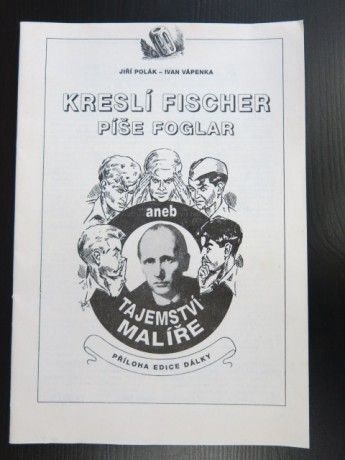 JIŘÍ POLÁK – IVAN VÁPENKA
KRESLÍ FISCHER
PÍŠE FOGLAR
aneb
TAJEMSTVÍ
MALÍŘE
PŘÍLOHA EDICE DÁLKY